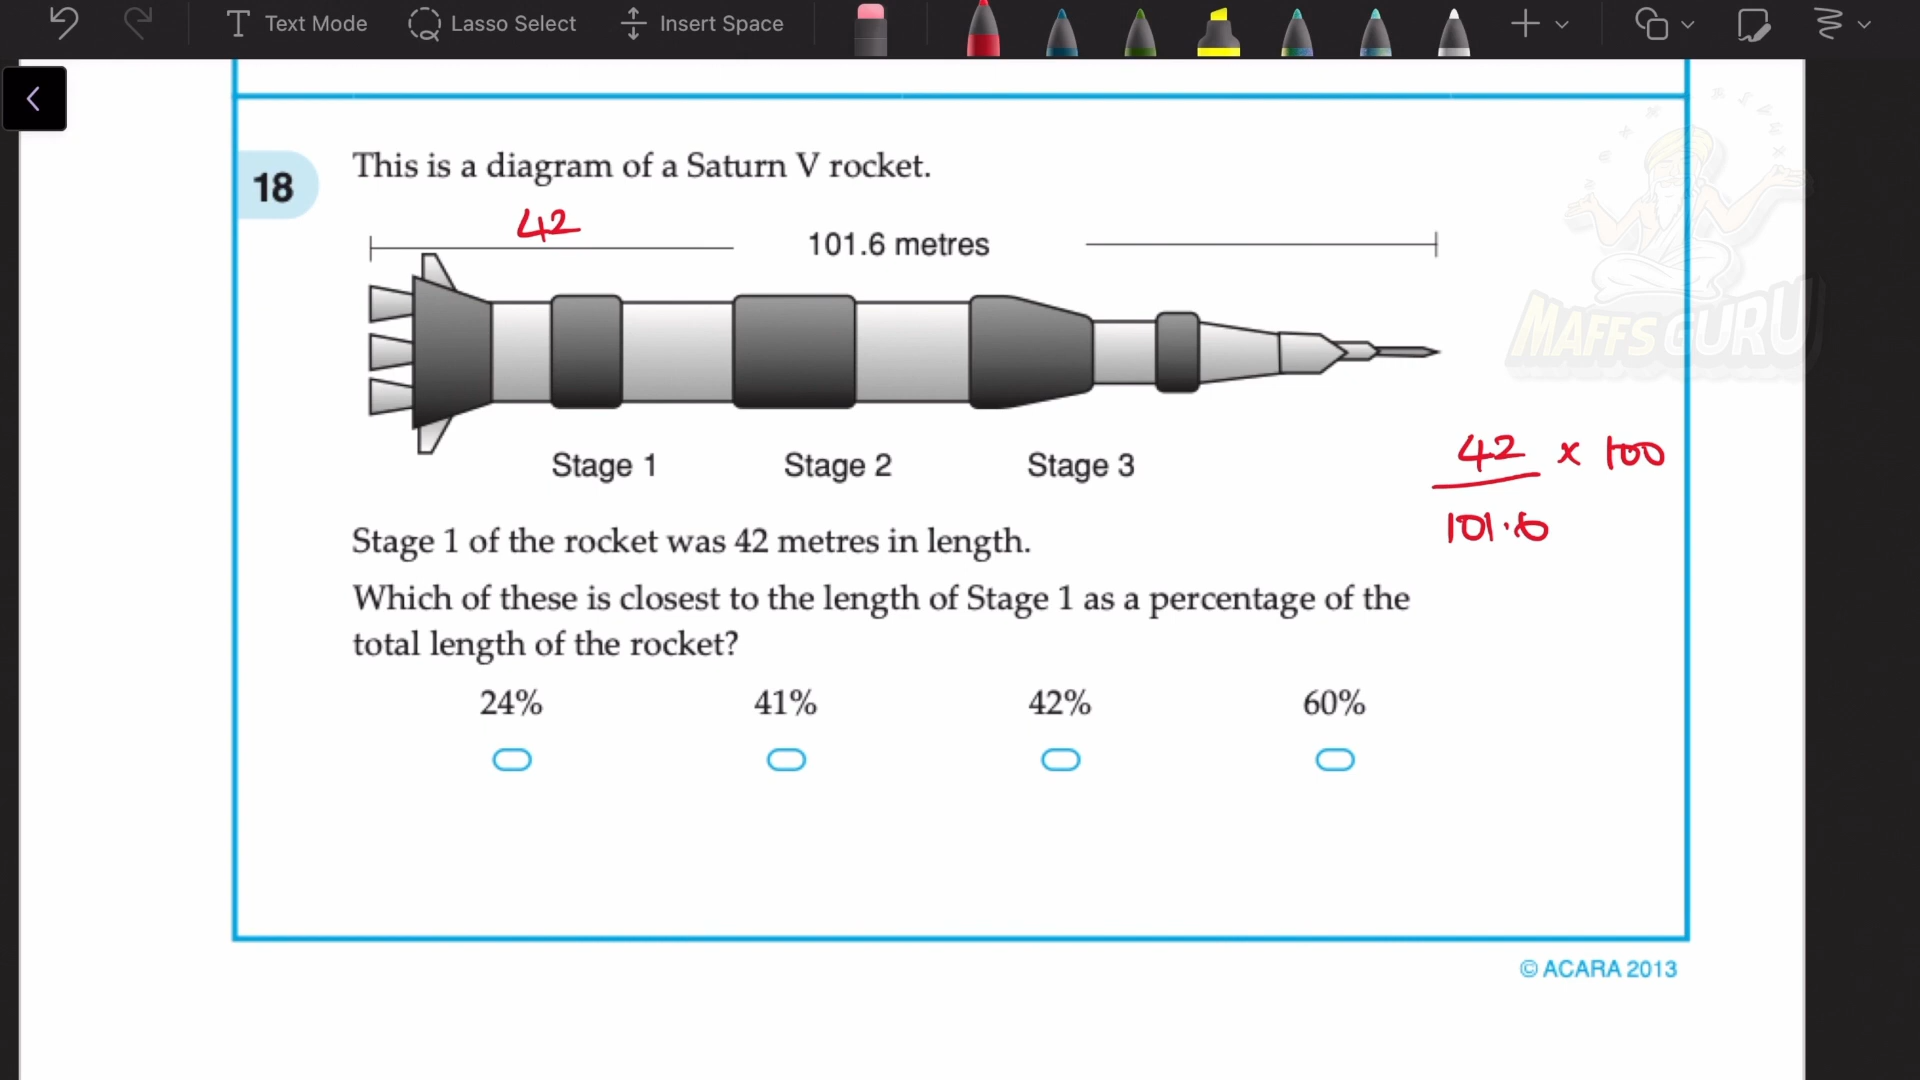 Text Mode Lasso Select Insert Space
18 This is a diagram of a Saturn V rocket.
42
101.6 metres
MAFFS GURU
Stage 1 Stage 2 Stage 3
42 x 100
101.6
Stage 1 of the rocket was 42 metres in length.
Which of these is closest to the length of Stage 1 as a percentage of the
total length of the rocket?
24% 41% 42% 60%
© ACARA 2013